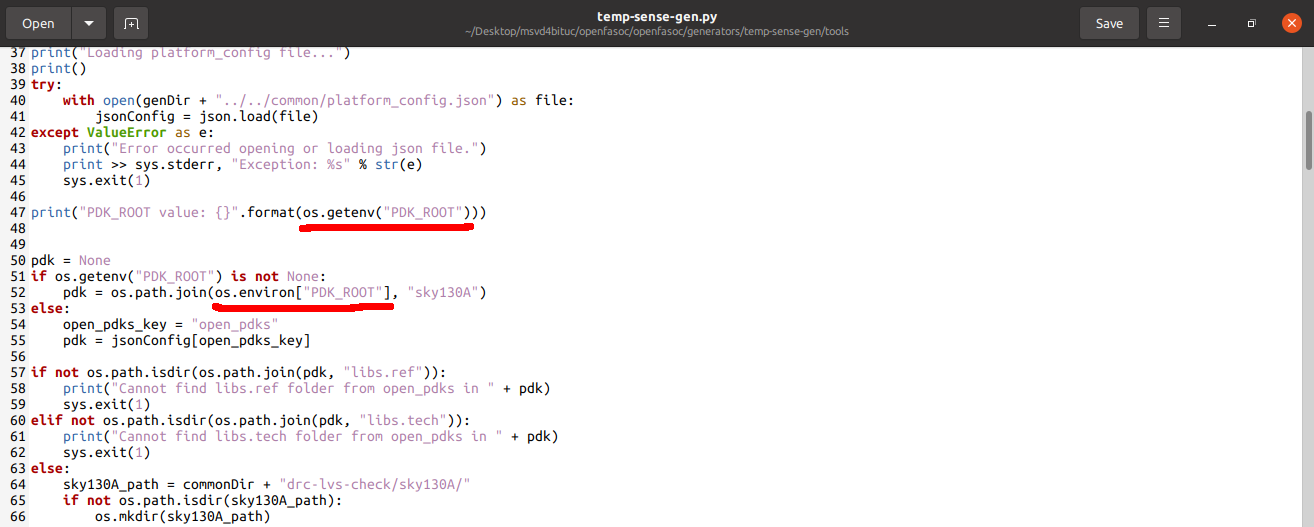 Open
temp-sense-gen.py
~/Desktop/msvd4bituc/openfasoc/openfasoc/generators/temp-sense-gen/tools
Save
37 print("Loading platform_config file...")
38 print()
39 try:
40     with open(genDir + "../../common/platform_config.json") as file:
41         jsonConfig = json.load(file)
42 except ValueError as e:
43     print("Error occurred opening or loading json file.")
44     print >> sys.stderr, "Exception: %s" % str(e)
45     sys.exit(1)
46
47 print("PDK_ROOT value: {}".format(os.getenv("PDK_ROOT")))
48
49
50 pdk = None
51 if os.getenv("PDK_ROOT") is not None:
52     pdk = os.path.join(os.environ["PDK_ROOT"], "sky130A")
53 else:
54     open_pdks_key = "open_pdks"
55     pdk = jsonConfig[open_pdks_key]
56
57 if not os.path.isdir(os.path.join(pdk, "libs.ref")):
58     print("Cannot find libs.ref folder from open_pdks in " + pdk)
59     sys.exit(1)
60 elif not os.path.isdir(os.path.join(pdk, "libs.tech")):
61     print("Cannot find libs.tech folder from open_pdks in " + pdk)
62     sys.exit(1)
63 else:
64     sky130A_path = commonDir + "drc-lvs-check/sky130A/"
65     if not os.path.isdir(sky130A_path):
66         os.mkdir(sky130A_path)